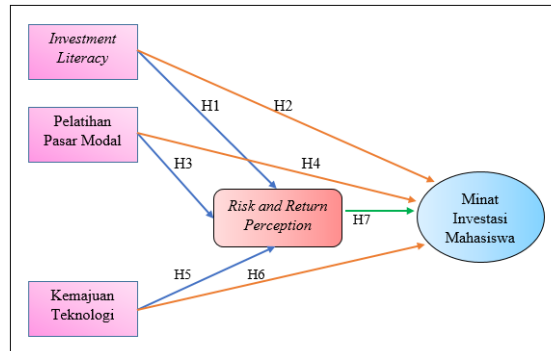 Investment
Literacy
H1
H2
Pelatihan
Pasar Modal
H3
H4
Risk and Return
Perception
H7
Minat
Investasi
Mahasiswa
H5
H6
Kemajuan
Teknologi